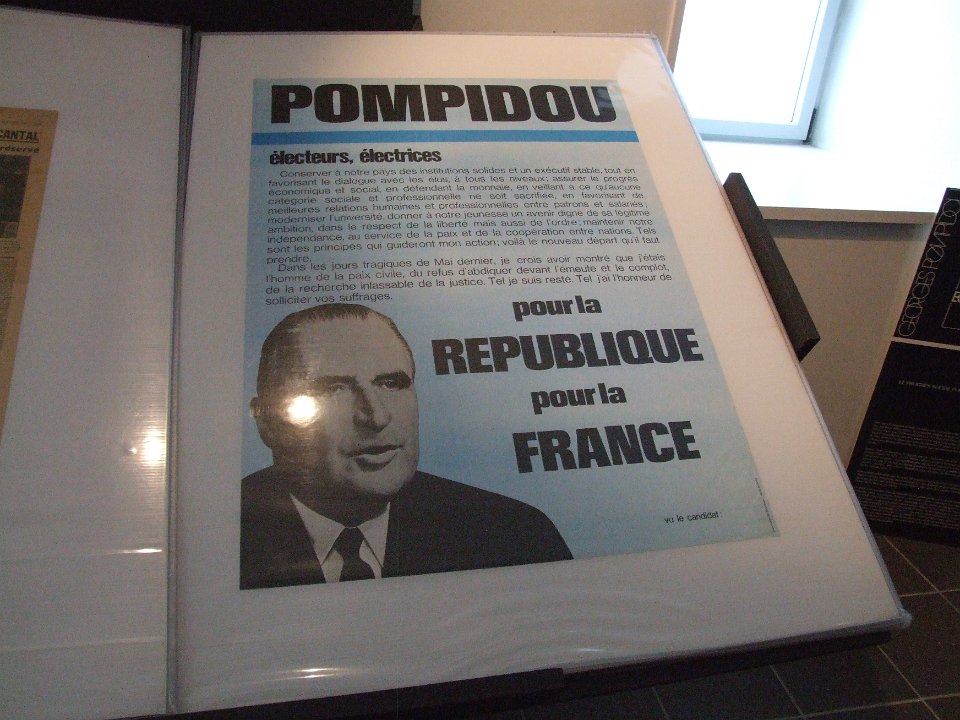 CANTAL
POMPIDOU
électeurs, électrices
Conserver à notre pays des institutions solides et un exécutif stable, tout en
favorisant le dialogue avec les élus, à tous les niveaux; assurer le progrès
économique et social, en défendant la monnaie, en veillant a ce qu'aucune
catégorie sociale et professionnelle ne soit sacrifiée, en favorisant de
meilleures relations humaines et professionnelles entre patrons et salariés;
moderniser l'université, donner à notre jeunesse un avenir digne de sa légitime
ambition, dans le respect de la liberté mais aussi de l'ordre; maintenir notre
indépendance, au service de la paix et de la coopération entre nations. Tels
sont les principes qui guideront mon action; voilà le nouveau départ qu'il faut
prendre.
Dans les jours tragiques de Mai dernier, je crois avoir montré que j'étais
l'homme de la paix civile, du refus d'abdiquer devant l'émeute et le complot,
de la recherche inlassable de la justice. Tel je suis resté. Tel j'ai l'honneur de
solliciter vos suffrages.
pour la
REPUBLIQUE
pour la
FRANCE
vu le candidat:
GEORGES POMPIDOU